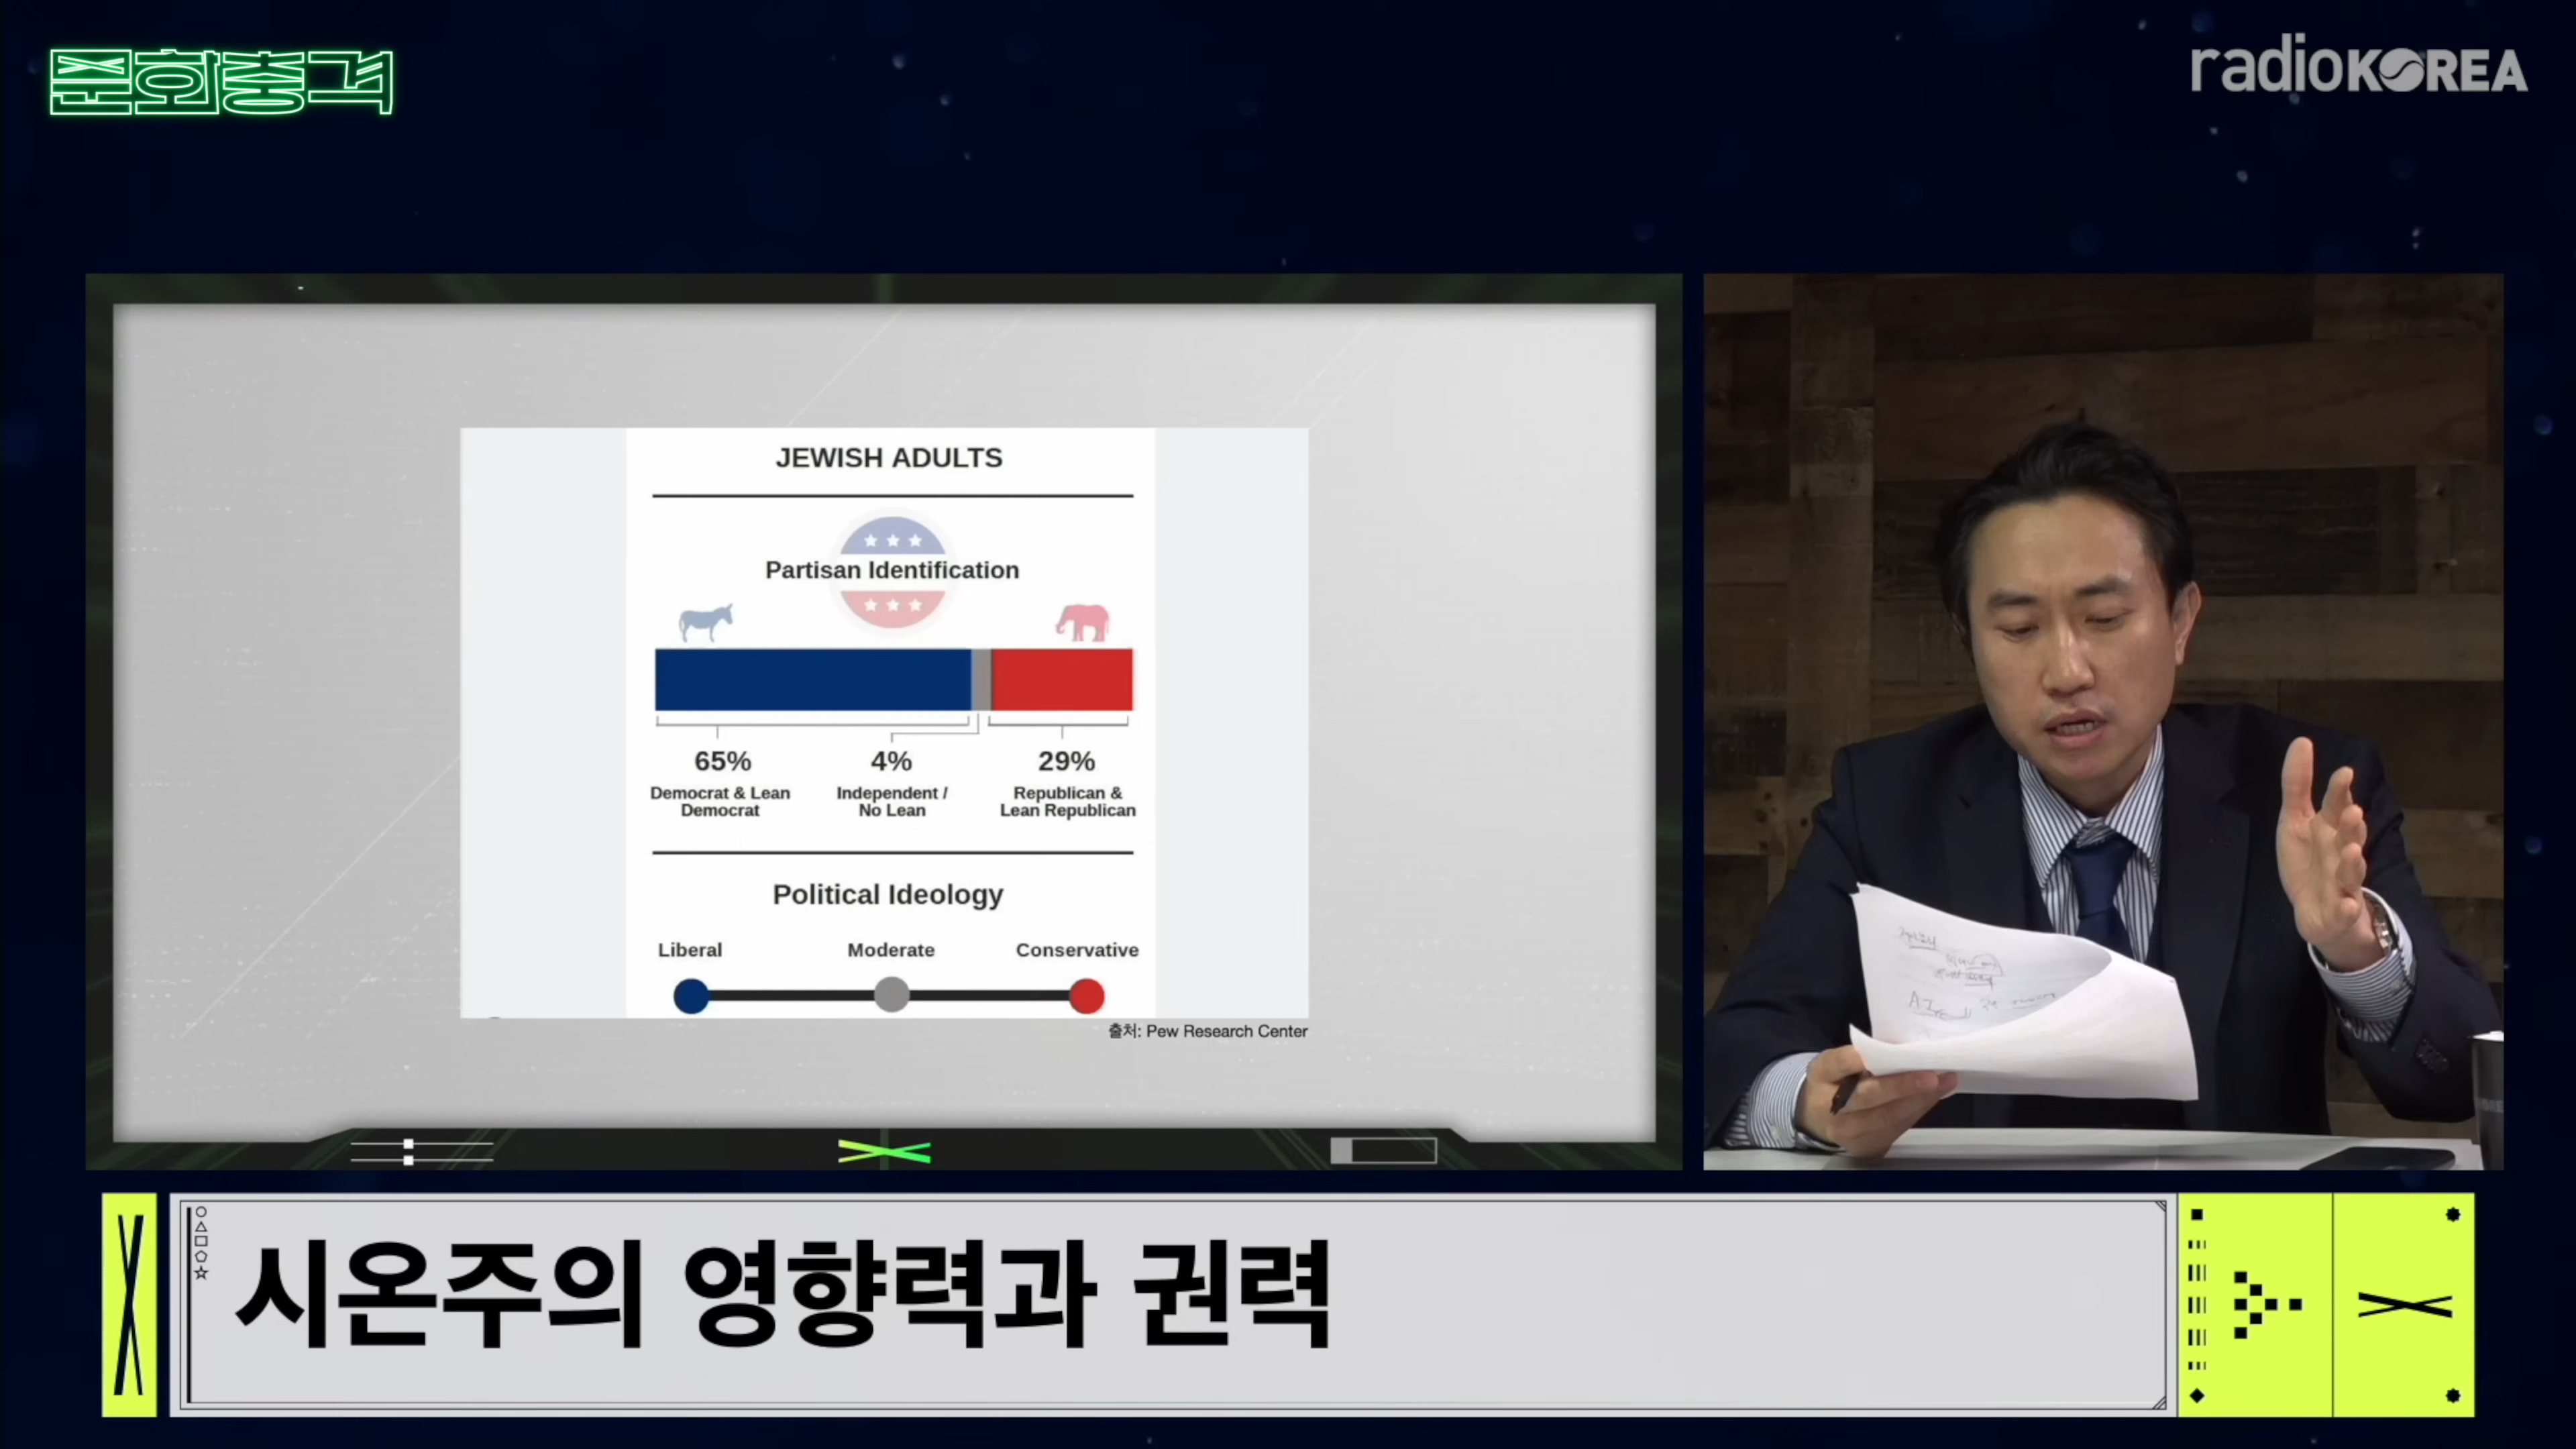 문화충격
radioKOREA
JEWISH ADULTS
Partisan Identification
65%
4%
29%
Democrat & Lean
Democrat
Independent /
No Lean
Republican &
Lean Republican
Political Ideology
Liberal
Moderate
Conservative
출처: Pew Research Center
시온주의 영향력과 권력